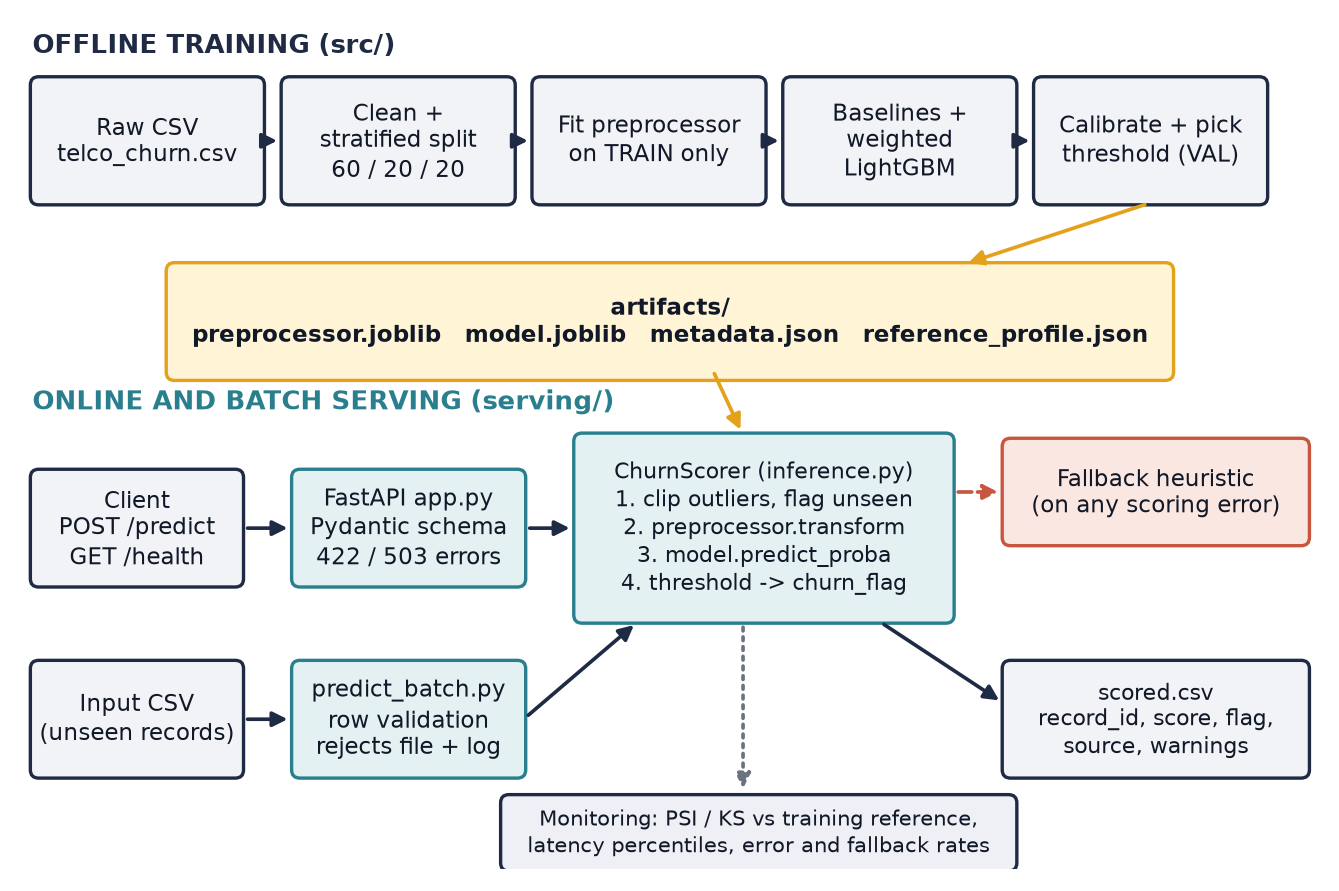 OFFLINE TRAINING (src/)
Raw CSV
telco_churn.csv
Clean +
stratified split
60 / 20 / 20
Fit preprocessor
on TRAIN only
Baselines +
weighted
LightGBM
Calibrate + pick
threshold (VAL)
artifacts/
preprocessor.joblib   model.joblib   metadata.json   reference_profile.json
ONLINE AND BATCH SERVING (serving/)
Client
POST /predict
GET /health
FastAPI app.py
Pydantic schema
422 / 503 errors
ChurnScorer (inference.py)
1. clip outliers, flag unseen
2. preprocessor.transform
3. model.predict_proba
4. threshold -> churn_flag
Fallback heuristic
(on any scoring error)
Input CSV
(unseen records)
predict_batch.py
row validation
rejects file + log
scored.csv
record_id, score, flag,
source, warnings
Monitoring: PSI / KS vs training reference,
latency percentiles, error and fallback rates